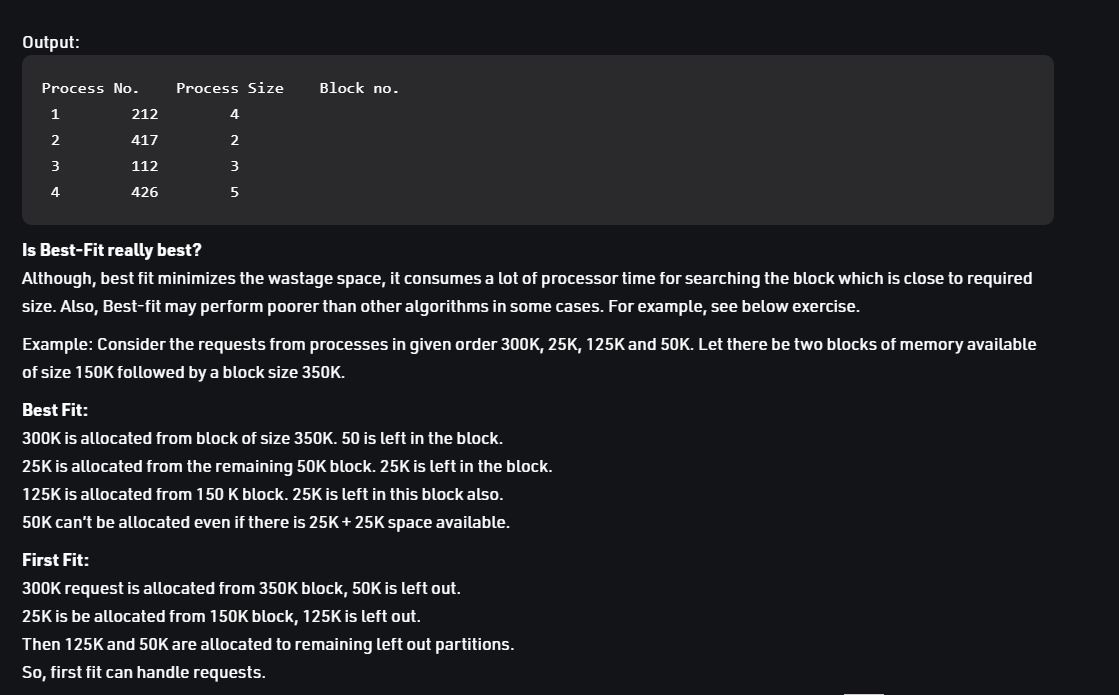 Output:
Process No. Process Size Block no.
1 212 4
2 417 2
3 112 3
4 426 5
Is Best-Fit really best?
Although, best fit minimizes the wastage space, it consumes a lot of processor time for searching the block which is close to required
size. Also, Best-fit may perform poorer than other algorithms in some cases. For example, see below exercise.
Example: Consider the requests from processes in given order 300K, 25K, 125K and 50K. Let there be two blocks of memory available
of size 150K followed by a block size 350K.
Best Fit:
300K is allocated from block of size 350K. 50 is left in the block.
25K is allocated from the remaining 50K block. 25K is left in the block.
125K is allocated from 150 K block. 25K is left in this block also.
50K can't be allocated even if there is 25K + 25K space available.
First Fit:
300K request is allocated from 350K block, 50K is left out.
25K is be allocated from 150K block, 125K is left out.
Then 125K and 50K are allocated to remaining left out partitions.
So, first fit can handle requests.